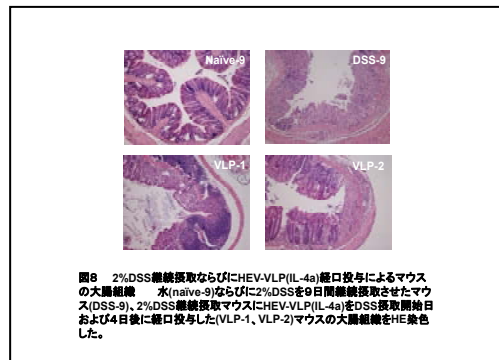 Naïve-9
DSS-9
VLP-1
VLP-2
図8　2%DSS継続摂取ならびにHEV-VLP(IL-4a)経口投与によるマウス
の大腸組織　　水(naïve-9)ならびに2%DSSを9日間継続摂取させたマウ
ス(DSS-9)、2%DSS継続摂取マウスにHEV-VLP(IL-4a)をDSS摂取開始日
および4日後に経口投与した(VLP-1、VLP-2)マウスの大腸組織をHE染色
した。